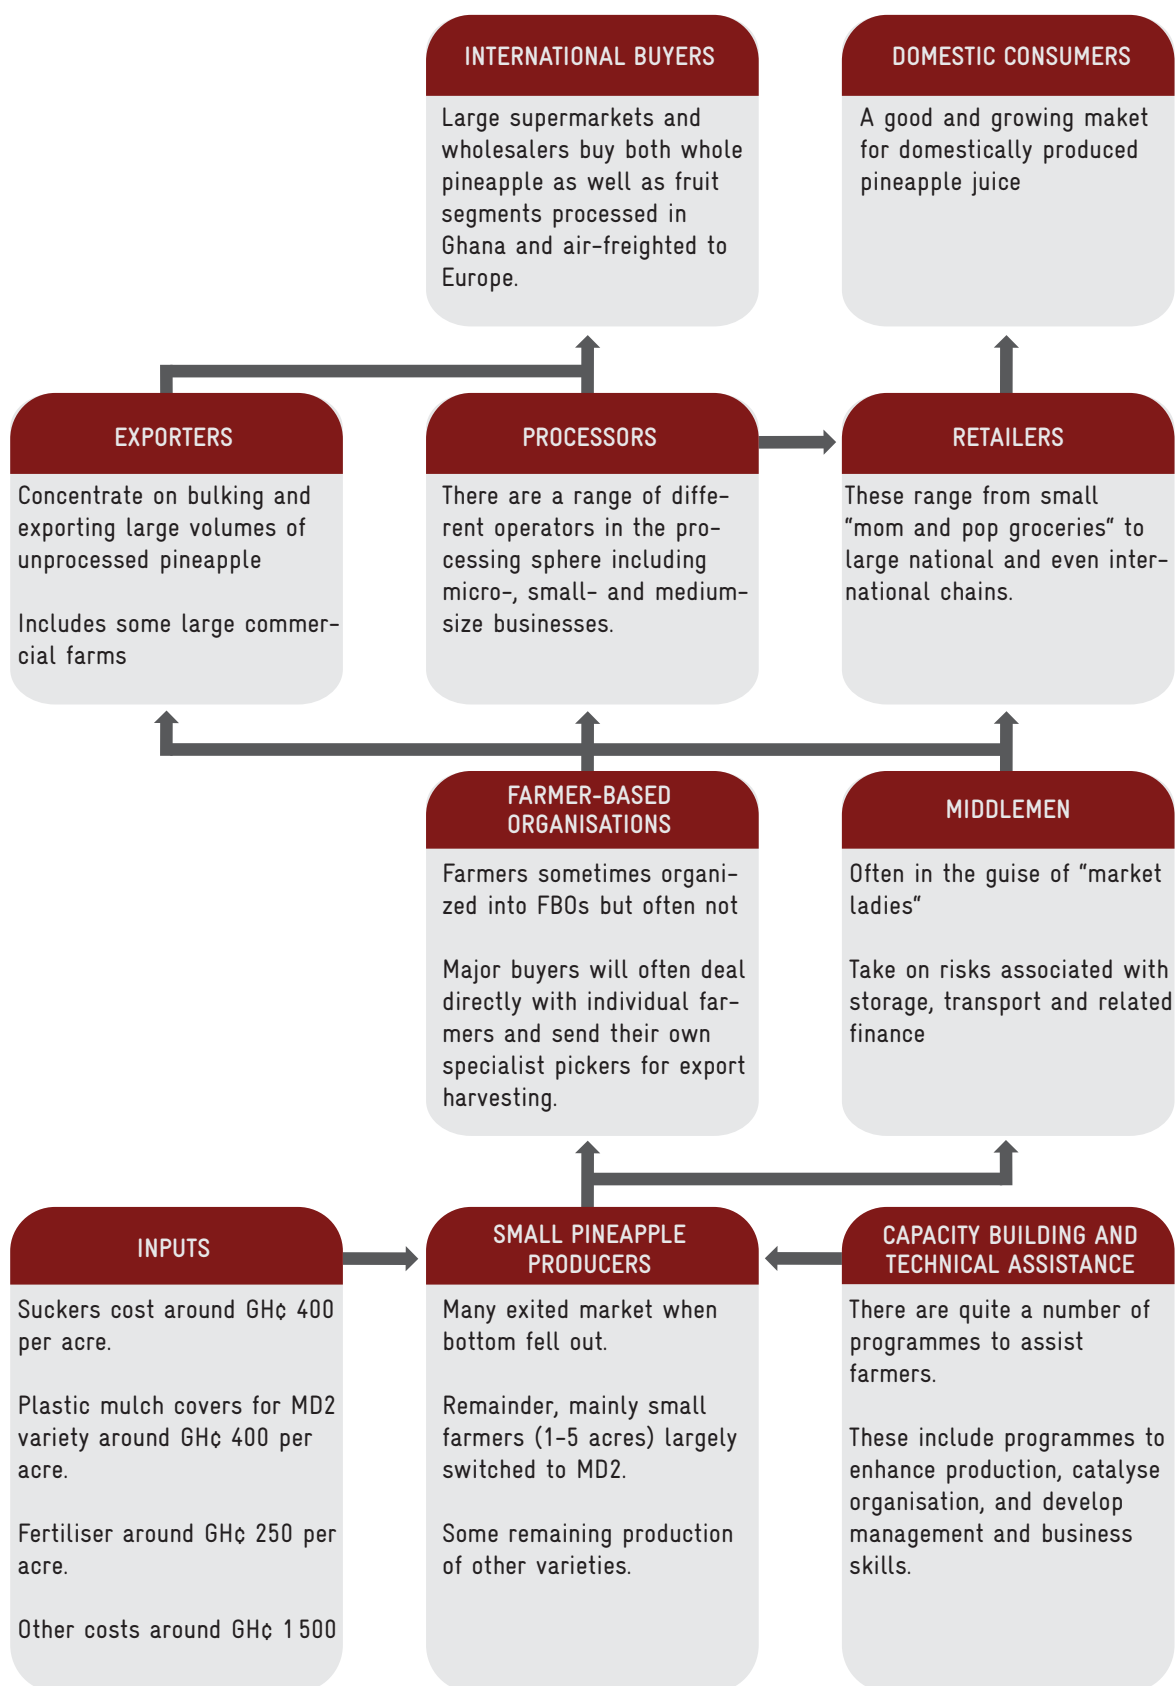 INTERNATIONAL BUYERS
Large supermarkets and
wholesalers buy both whole
pineapple as well as fruit
segments processed in
Ghana and air-freighted to
Europe.
DOMESTIC CONSUMERS
A good and growing maket
for domestically produced
pineapple juice
EXPORTERS
Concentrate on bulking and
exporting large volumes of
unprocessed pineapple
Includes some large commer-
cial farms
PROCESSORS
There are a range of diffe-
rent operators in the pro-
cessing sphere including
micro-, small- and medium-
size businesses.
RETAILERS
These range from small
“mom and pop groceries“ to
large national and even inter-
national chains.
FARMER-BASED
ORGANISATIONS
Farmers sometimes organi-
zed into FBOs but often not
Major buyers will often deal
directly with individual far-
mers and send their own
specialist pickers for export
harvesting.
MIDDLEMEN
Often in the guise of “market
ladies“
Take on risks associated with
storage, transport and related
finance
INPUTS
Suckers cost around GH¢ 400
per acre.
Plastic mulch covers for MD2
variety around GH¢ 400 per
acre.
Fertiliser around GH¢ 250 per
acre.
Other costs around GH¢ 1 500
SMALL PINEAPPLE
PRODUCERS
Many exited market when
bottom fell out.
Remainder, mainly small
farmers (1-5 acres) largely
switched to MD2.
Some remaining production
of other varieties.
CAPACITY BUILDING AND
TECHNICAL ASSISTANCE
There are quite a number of
programmes to assist
farmers.
These include programmes to
enhance production, catalyse
organisation, and develop
management and business
skills.